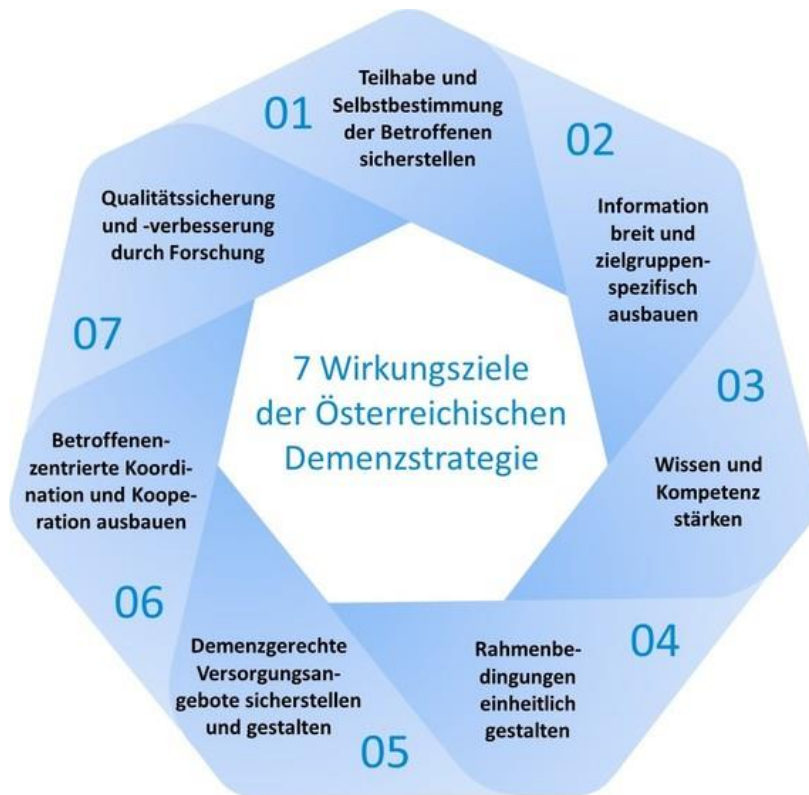 7 Wirkungsziele
der Österreichischen
Demenzstrategie
01
Teilhabe und
Selbstbestimmung
der Betroffenen
sicherstellen
02
Information
breit und
zielgruppen-
spezifisch
ausbauen
03
Wissen und
Kompetenz
stärken
04
Rahmenbe-
dingungen
einheitlich
gestalten
05
Demenzgerechte
Versorgungsan-
gebote sicherstellen
und gestalten
06
Betroffenen-
zentrierte Koordi-
nation und Koope-
ration ausbauen
07
Qualitätssicherung
und -verbesserung
durch Forschung